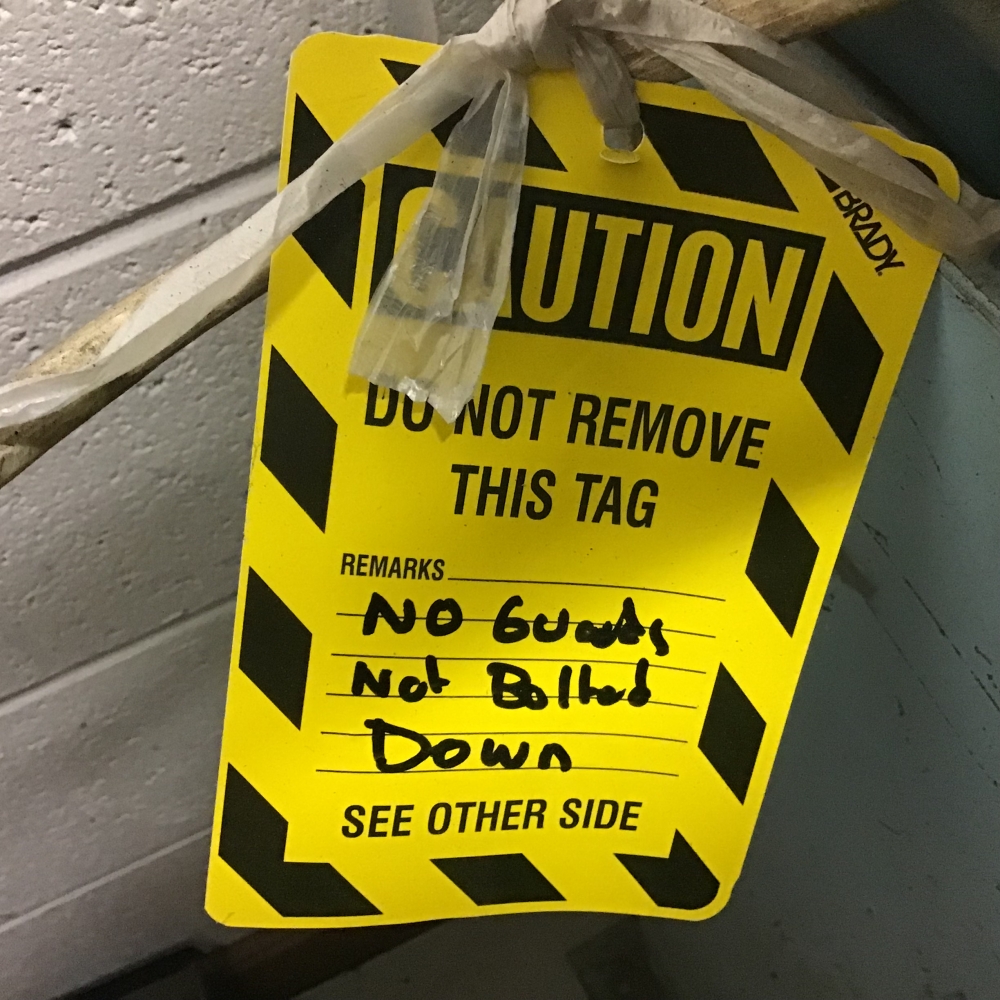 BRADY
CAUTION
DO NOT REMOVE
THIS TAG
REMARKS
NO Guards
Not Bolted
Down
SEE OTHER SIDE